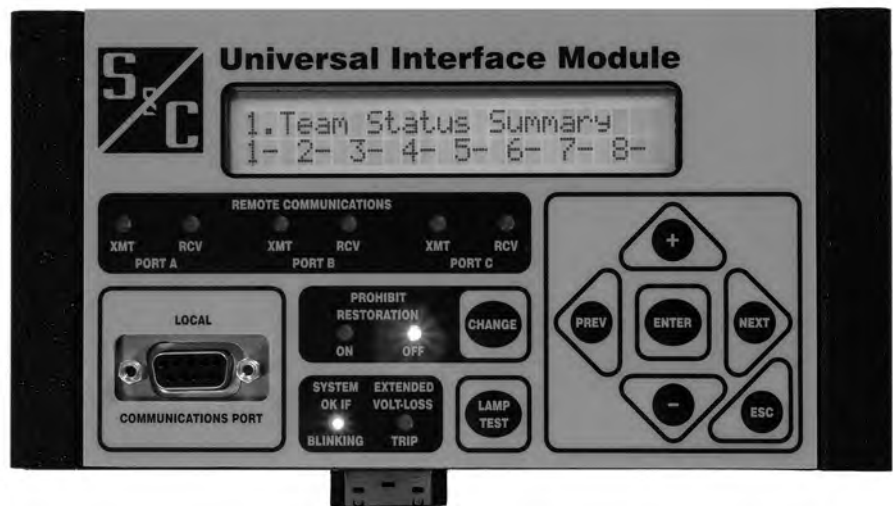 S&C
Universal Interface Module
1.Team Status Summary
1- 2- 3- 4- 5- 6- 7- 8-
REMOTE COMMUNICATIONS
XMT RCV XMT RCV XMT RCV
PORT A PORT B PORT C
LOCAL
COMMUNICATIONS PORT
PROHIBIT
RESTORATION
ON OFF
CHANGE
SYSTEM EXTENDED
OK IF VOLT-LOSS
BLINKING TRIP
LAMP
TEST
+
PREV ENTER NEXT
-
ESC